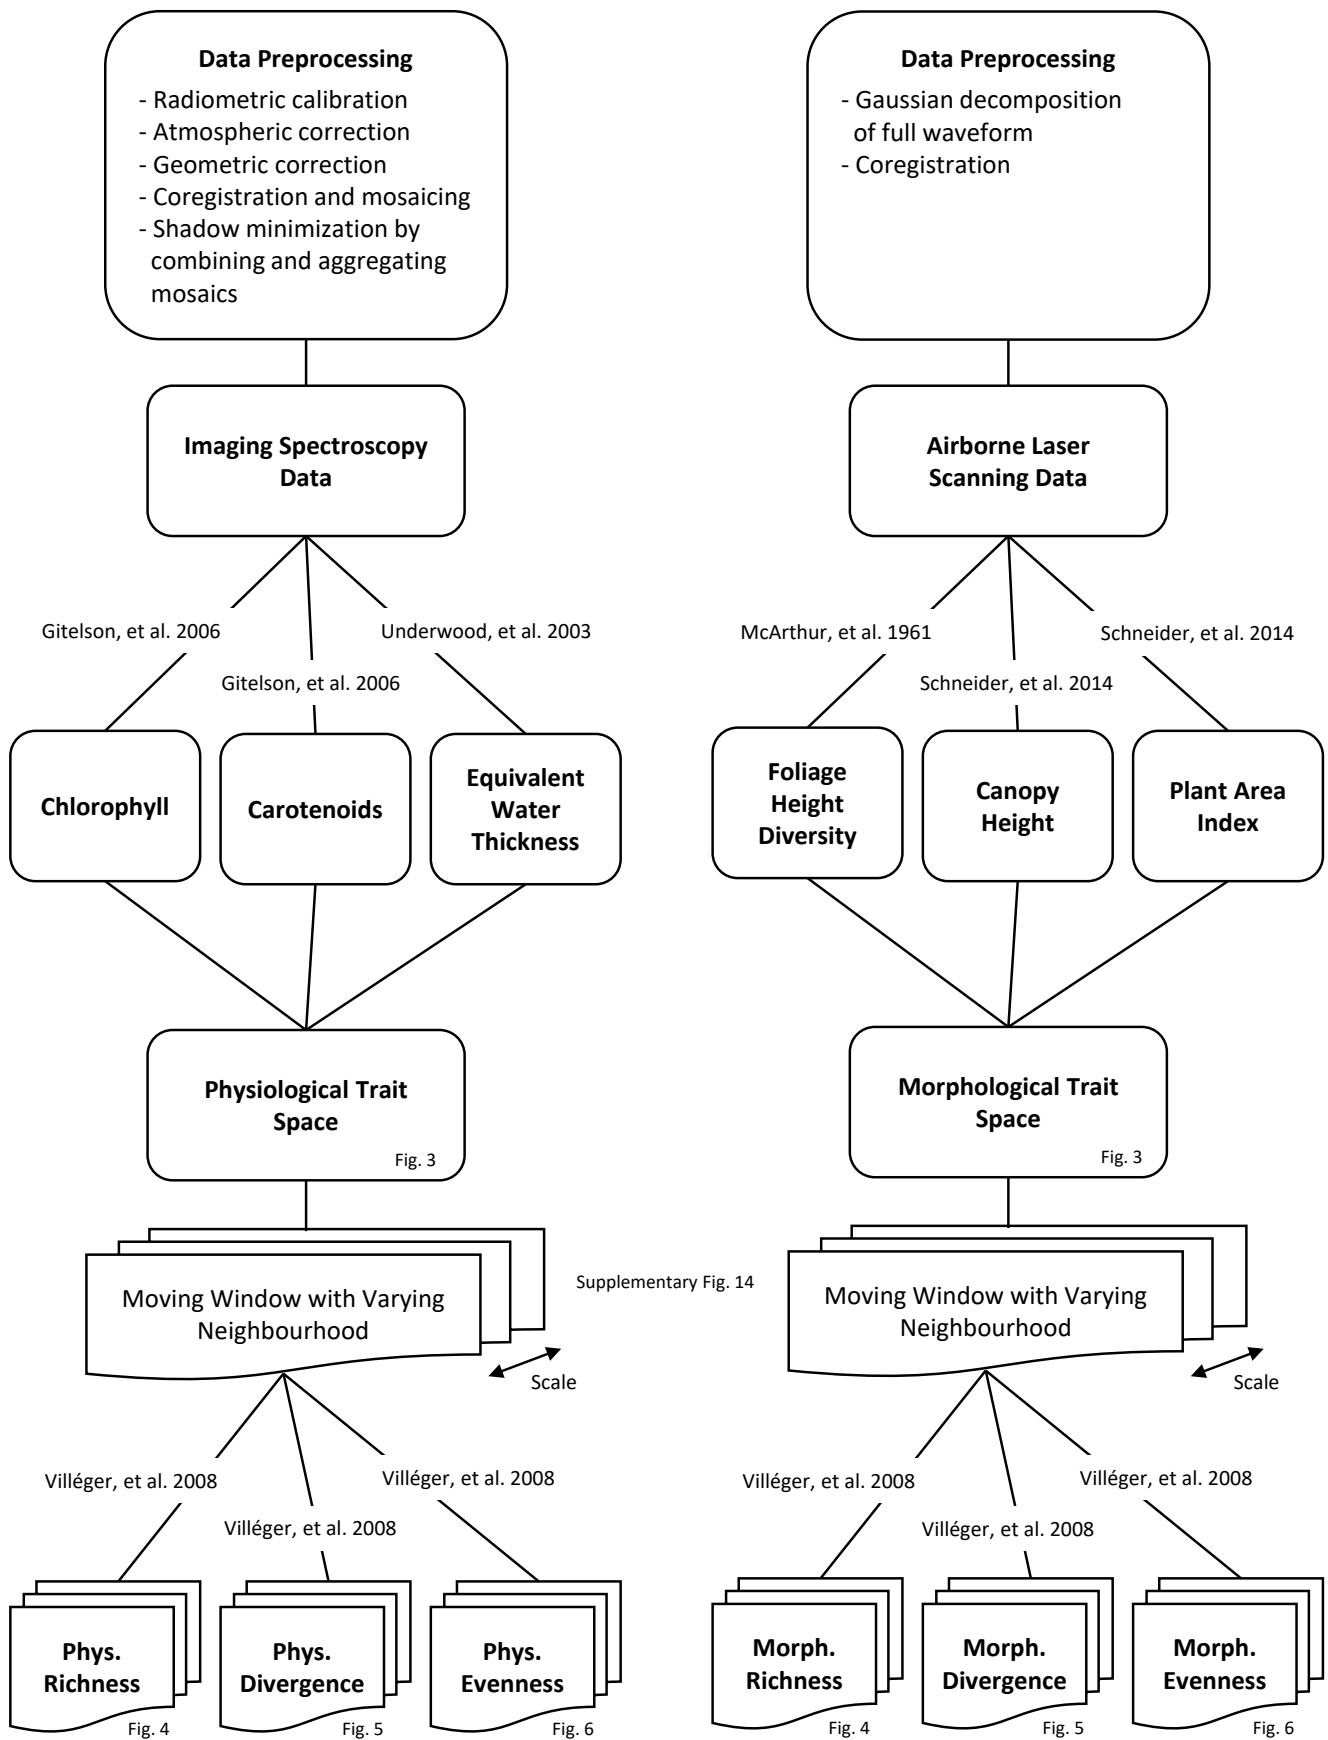 Data Preprocessing
- Radiometric calibration
- Atmospheric correction
- Geometric correction
- Coregistration and mosaicing
- Shadow minimization by
combining and aggregating
mosaics
Data Preprocessing
- Gaussian decomposition
of full waveform
- Coregistration
Imaging Spectroscopy
Data
Airborne Laser
Scanning Data
Gitelson, et al. 2006
Underwood, et al. 2003
Gitelson, et al. 2006
McArthur, et al. 1961
Schneider, et al. 2014
Schneider, et al. 2014
Chlorophyll
Carotenoids
Equivalent
Water
Thickness
Foliage
Height
Diversity
Canopy
Height
Plant Area
Index
Physiological Trait
Space
Fig. 3
Morphological Trait
Space
Fig. 3
Moving Window with Varying
Neighbourhood
Scale
Supplementary Fig. 14
Moving Window with Varying
Neighbourhood
Scale
Villéger, et al. 2008
Villéger, et al. 2008
Villéger, et al. 2008
Villéger, et al. 2008
Villéger, et al. 2008
Villéger, et al. 2008
Phys.
Richness
Fig. 4
Phys.
Divergence
Fig. 5
Phys.
Evenness
Fig. 6
Morph.
Richness
Fig. 4
Morph.
Divergence
Fig. 5
Morph.
Evenness
Fig. 6